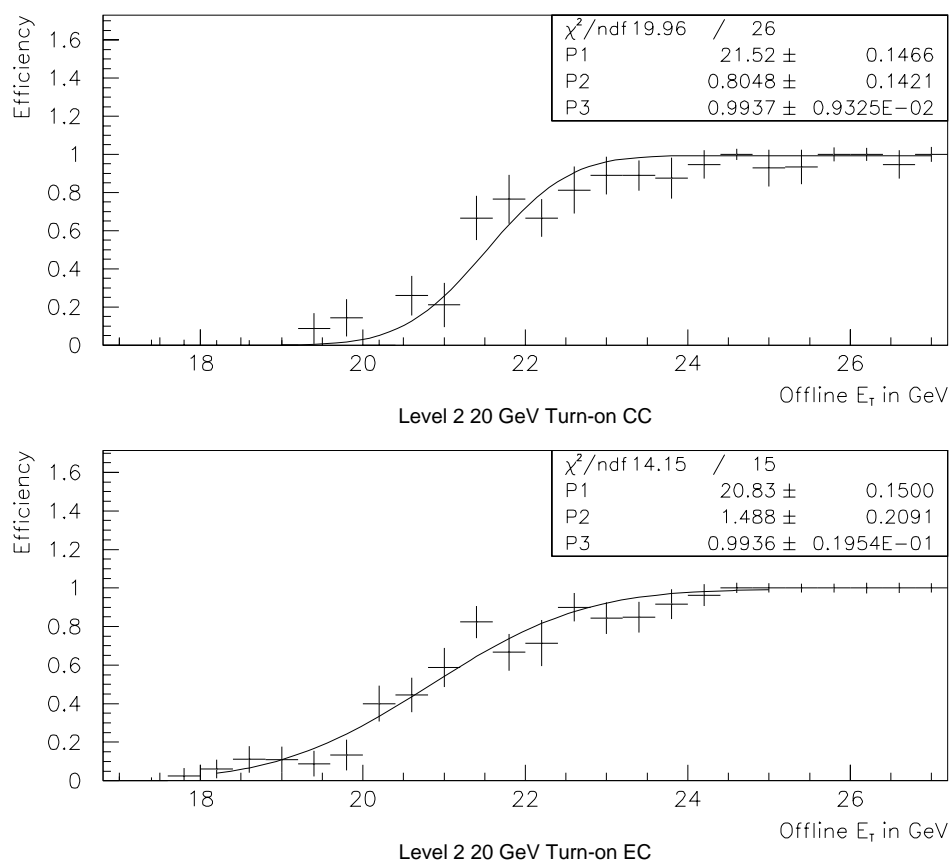 Efficiency
1.6
1.4
1.2
1
0.8
0.6
0.4
0.2
0
χ²/ndf 19.96 / 26
P1 21.52 ± 0.1466
P2 0.8048 ± 0.1421
P3 0.9937 ± 0.9325E-02
18 20 22 24 26
Offline E_T in GeV
Level 2 20 GeV Turn-on CC
Efficiency
1.6
1.4
1.2
1
0.8
0.6
0.4
0.2
0
χ²/ndf 14.15 / 15
P1 20.83 ± 0.1500
P2 1.488 ± 0.2091
P3 0.9936 ± 0.1954E-01
18 20 22 24 26
Offline E_T in GeV
Level 2 20 GeV Turn-on EC